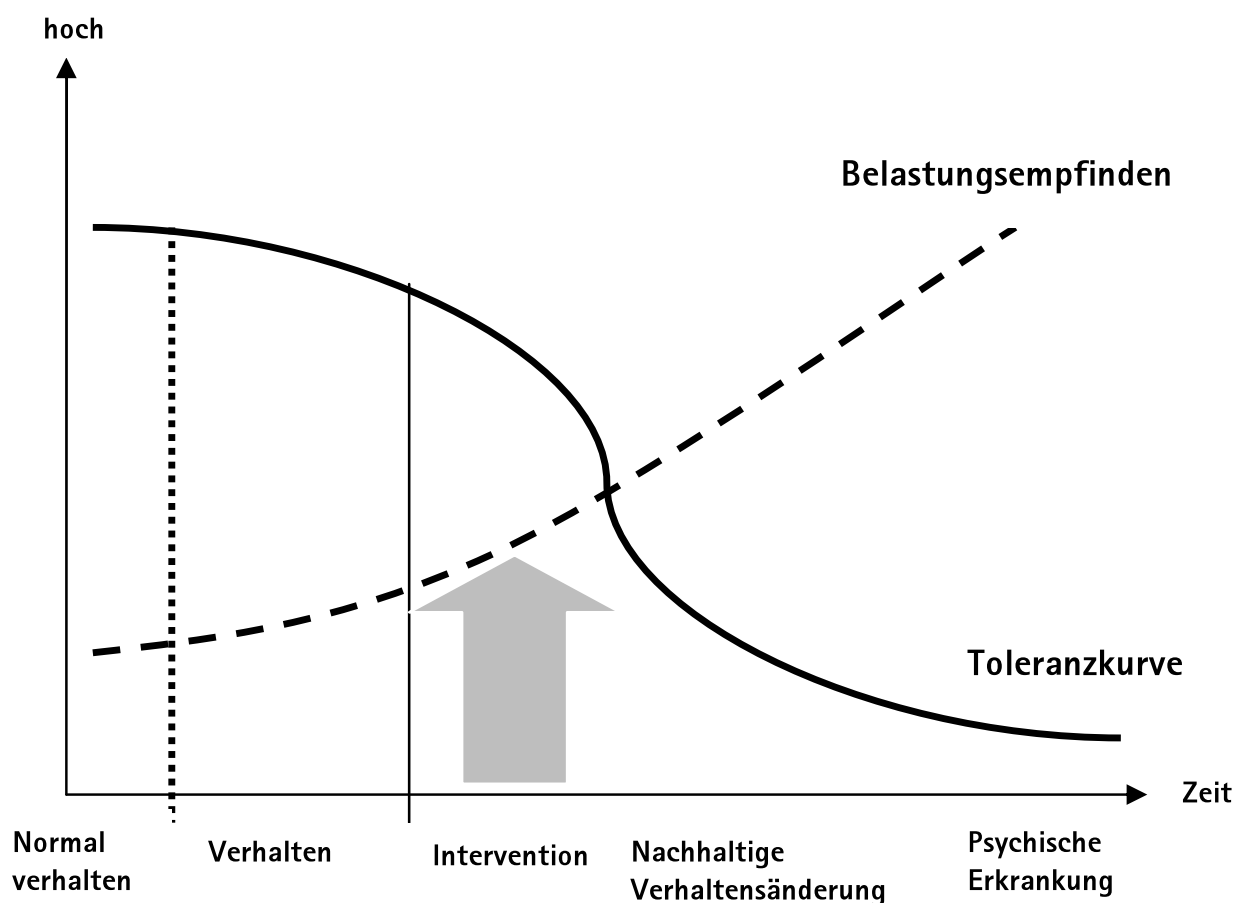 hoch
Belastungsempfinden
Toleranzkurve
Zeit
Normal
verhalten
Verhalten
Intervention
Nachhaltige
Verhaltensänderung
Psychische
Erkrankung